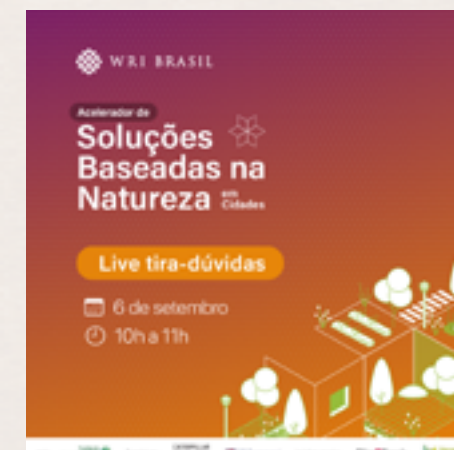 WRI BRASIL
Acelerador de
Soluções
Baseadas na
Natureza em Cidades
Live tira-dúvidas
6 de setembro
10h a 11h